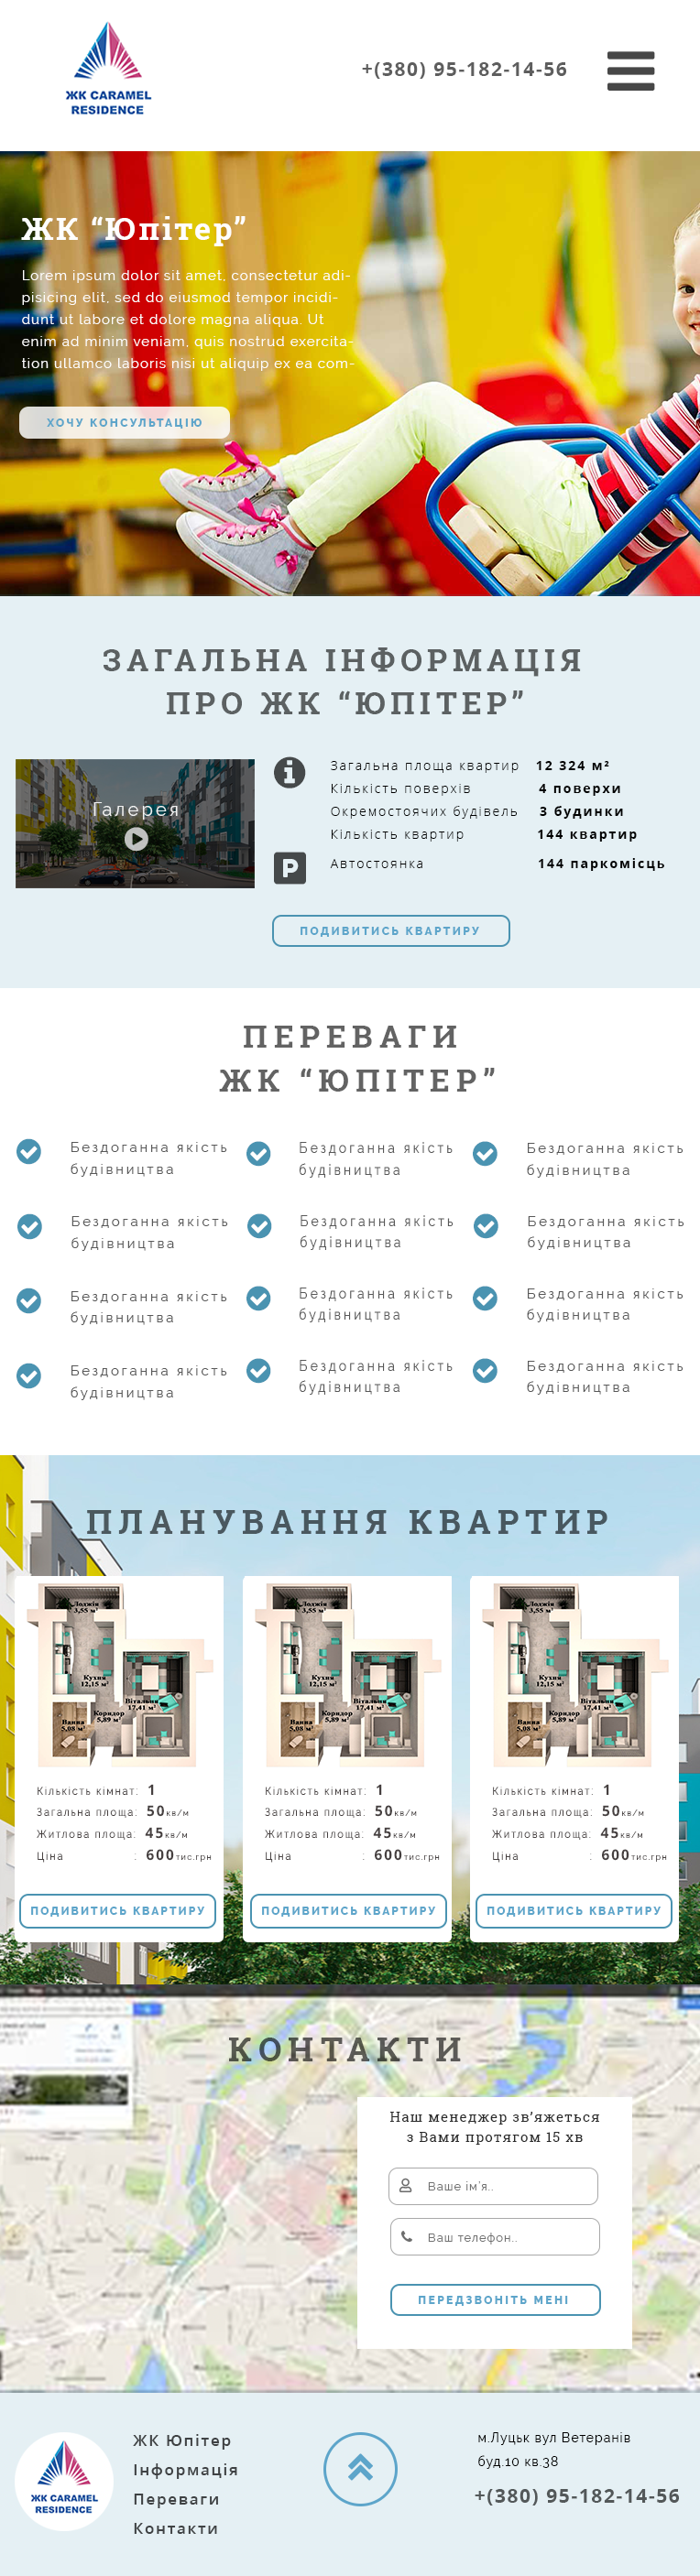 ЖК CARAMEL
RESIDENCE
+(380) 95-182-14-56
ЖК “Юпітер”
Lorem ipsum dolor sit amet, consectetur adi-
pisicing elit, sed do eiusmod tempor incidi-
dunt ut labore et dolore magna aliqua. Ut
enim ad minim veniam, quis nostrud exercita-
tion ullamco laboris nisi ut aliquip ex ea com-
ХОЧУ КОНСУЛЬТАЦІЮ
ЗАГАЛЬНА ІНФОРМАЦІЯ
ПРО ЖК “ЮПІТЕР”
Галерея
Загальна площа квартир 12 324 м²
Кількість поверхів 4 поверхи
Окремостоячих будівель 3 будинки
Кількість квартир 144 квартир
Автостоянка 144 паркомісць
ПОДИВИТИСЬ КВАРТИРУ
ПЕРЕВАГИ
ЖК “ЮПІТЕР”
Бездоганна якість
будівництва
Бездоганна якість
будівництва
Бездоганна якість
будівництва
Бездоганна якість
будівництва
Бездоганна якість
будівництва
Бездоганна якість
будівництва
Бездоганна якість
будівництва
Бездоганна якість
будівництва
Бездоганна якість
будівництва
Бездоганна якість
будівництва
Бездоганна якість
будівництва
Бездоганна якість
будівництва
ПЛАНУВАННЯ КВАРТИР
Лоджія
3,55 м²
Кухня
12,15 м²
Вітальня
17,41 м²
Коридор
5,89 м²
Ванна
5,08 м²
Кількість кімнат: 1
Загальна площа: 50кв/м
Житлова площа: 45кв/м
Ціна : 600тис.грн
ПОДИВИТИСЬ КВАРТИРУ
Лоджія
3,55 м²
Кухня
12,15 м²
Вітальня
17,41 м²
Коридор
5,89 м²
Ванна
5,08 м²
Кількість кімнат: 1
Загальна площа: 50кв/м
Житлова площа: 45кв/м
Ціна : 600тис.грн
ПОДИВИТИСЬ КВАРТИРУ
Лоджія
3,55 м²
Кухня
12,15 м²
Вітальня
17,41 м²
Коридор
5,89 м²
Ванна
5,08 м²
Кількість кімнат: 1
Загальна площа: 50кв/м
Житлова площа: 45кв/м
Ціна : 600тис.грн
ПОДИВИТИСЬ КВАРТИРУ
КОНТАКТИ
Наш менеджер зв’яжеться
з Вами протягом 15 хв
Ваше ім’я..
Ваш телефон..
ПЕРЕДЗВОНІТЬ МЕНІ
ЖК CARAMEL
RESIDENCE
ЖК Юпітер
Інформація
Переваги
Контакти
м.Луцьк вул Ветеранів
буд.10 кв.38
+(380) 95-182-14-56